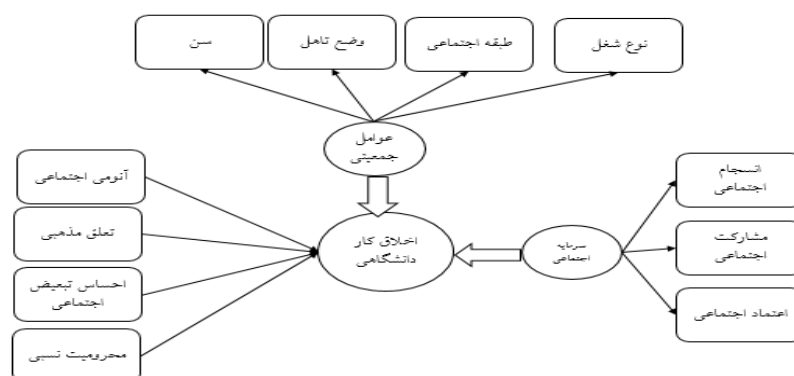 نوع شغل
طبقه اجتماعی
وضع تاهل
سن
عوامل
جمعیتی
انسجام
اجتماعی
مشارکت
اجتماعی
اعتماد اجتماعی
سرمایه
اجتماعی
اخلاق کار
دانشگاهی
آنومی اجتماعی
تعلق مذهبی
احساس تبعیض
اجتماعی
محرومیت نسبی